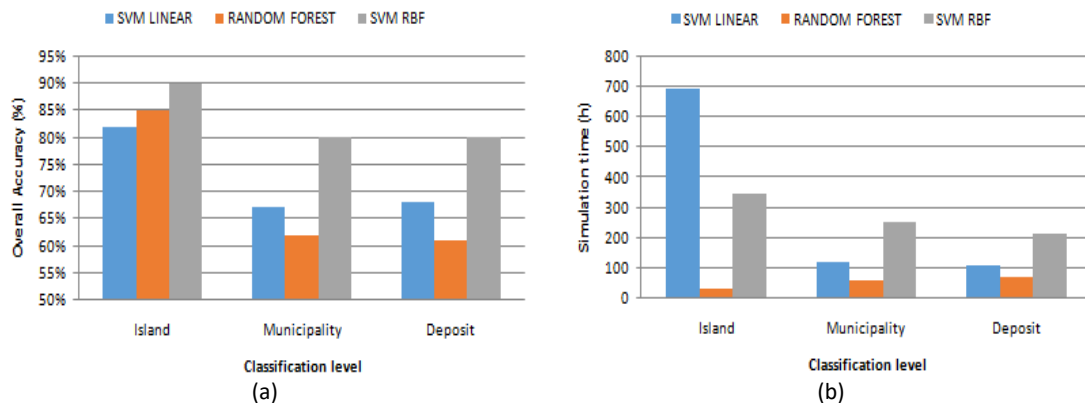 SVM LINEAR RANDOM FOREST SVM RBF
95%
90%
85%
80%
75%
70%
65%
60%
55%
50%
Overall Accuracy (%)
Island Municipality Deposit
Classification level
(a)
SVM LINEAR RANDOM FOREST SVM RBF
800
700
600
500
400
300
200
100
0
Simulation time (h)
Island Municipality Deposit
Classification level
(b)